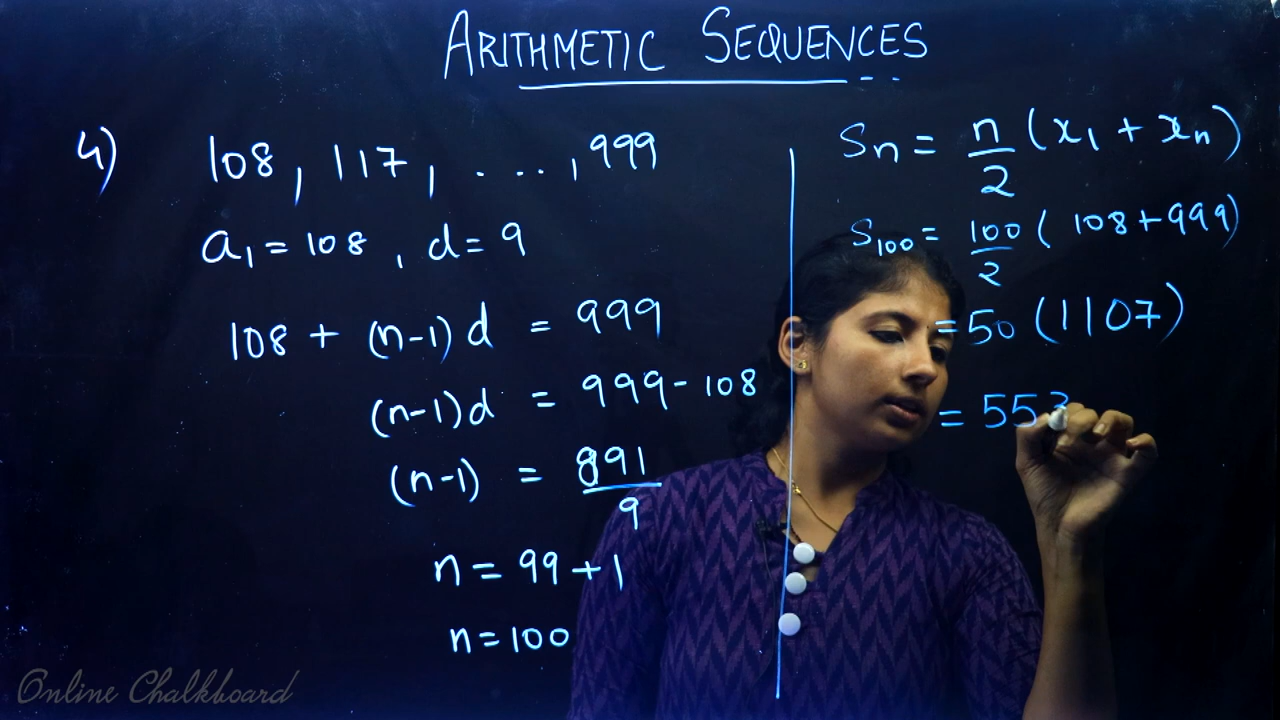 ARITHMETIC SEQUENCES
4) 108, 117, ..., 999
a₁ = 108, d = 9
108 + (n-1)d = 999
(n-1)d = 999 - 108
(n-1) = 891/9
n = 99 + 1
n = 100
Sn = n/2 (x₁ + xₙ)
S₁₀₀ = 100/2 (108 + 999)
= 50 (1107)
= 553
Online Chalkboard